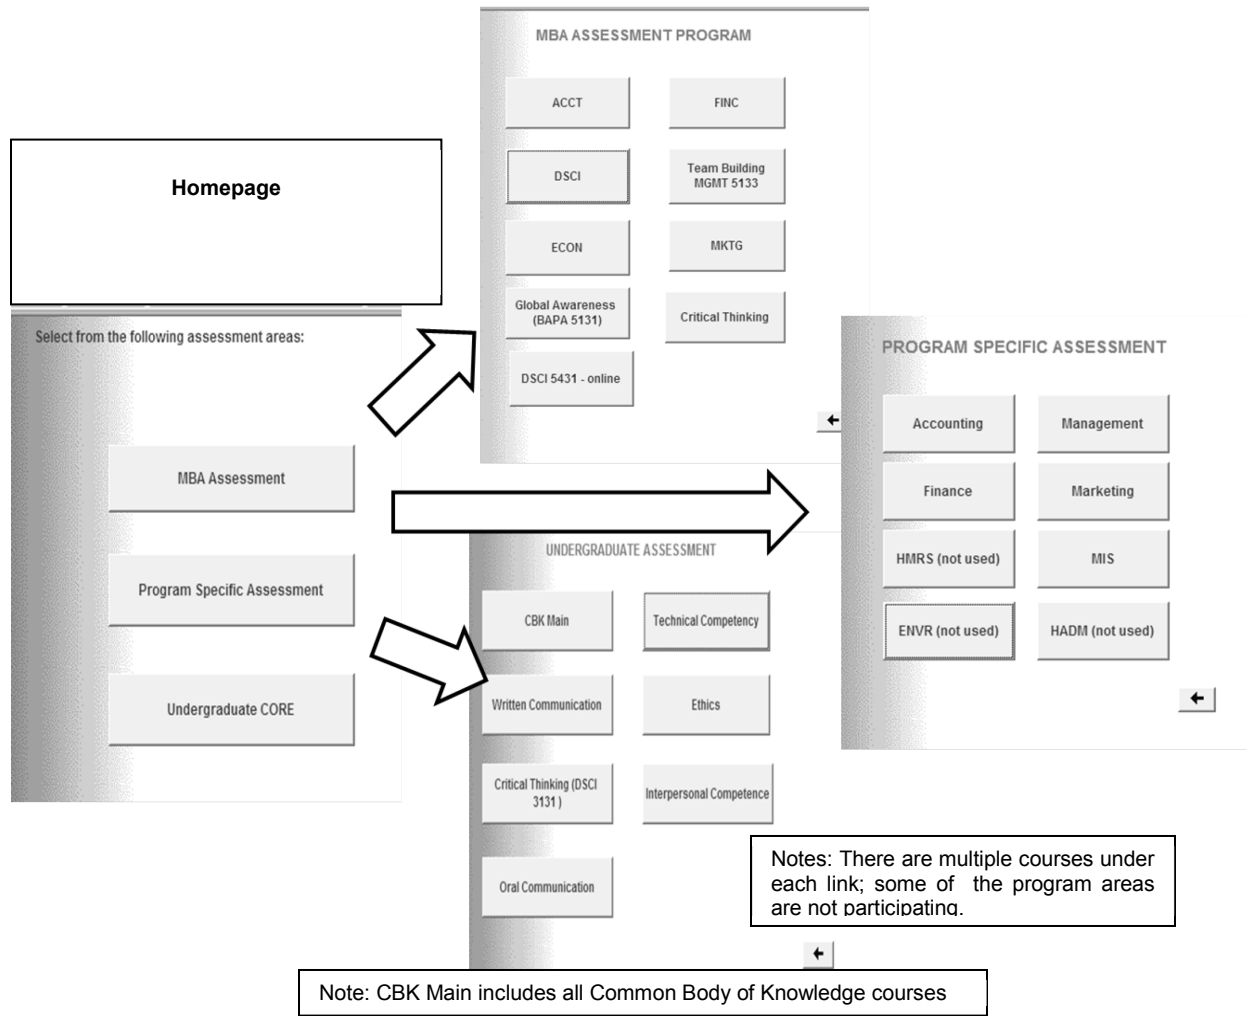 MBA ASSESSMENT PROGRAM
ACCT
FINC
DSCI
Team Building
MGMT 5133
ECON
MKTG
Global Awareness
(BAPA 5131)
Critical Thinking
DSCI 5431 - online
Homepage
Select from the following assessment areas:
MBA Assessment
Program Specific Assessment
Undergraduate CORE
PROGRAM SPECIFIC ASSESSMENT
Accounting
Management
Finance
Marketing
HMRS (not used)
MIS
ENVR (not used)
HADM (not used)
UNDERGRADUATE ASSESSMENT
CBK Main
Technical Competency
Written Communication
Ethics
Critical Thinking (DSCI
3131 )
Interpersonal Competence
Oral Communication
Notes: There are multiple courses under
each link; some of the program areas
are not participating.
Note: CBK Main includes all Common Body of Knowledge courses